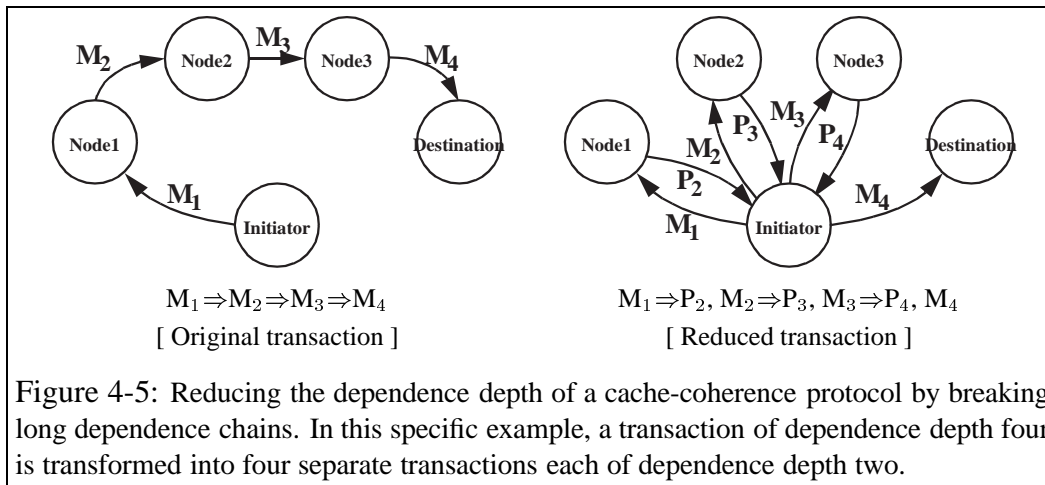 M2
Node2
M3
Node3
M4
Node1
Destination
M1
Initiator
M1⇒M2⇒M3⇒M4
[ Original transaction ]
Node2
Node3
Node1
M2
P3
M3
P4
Destination
P2
M1
Initiator
M4
M1⇒P2, M2⇒P3, M3⇒P4, M4
[ Reduced transaction ]
Figure 4-5: Reducing the dependence depth of a cache-coherence protocol by breaking
long dependence chains. In this specific example, a transaction of dependence depth four
is transformed into four separate transactions each of dependence depth two.